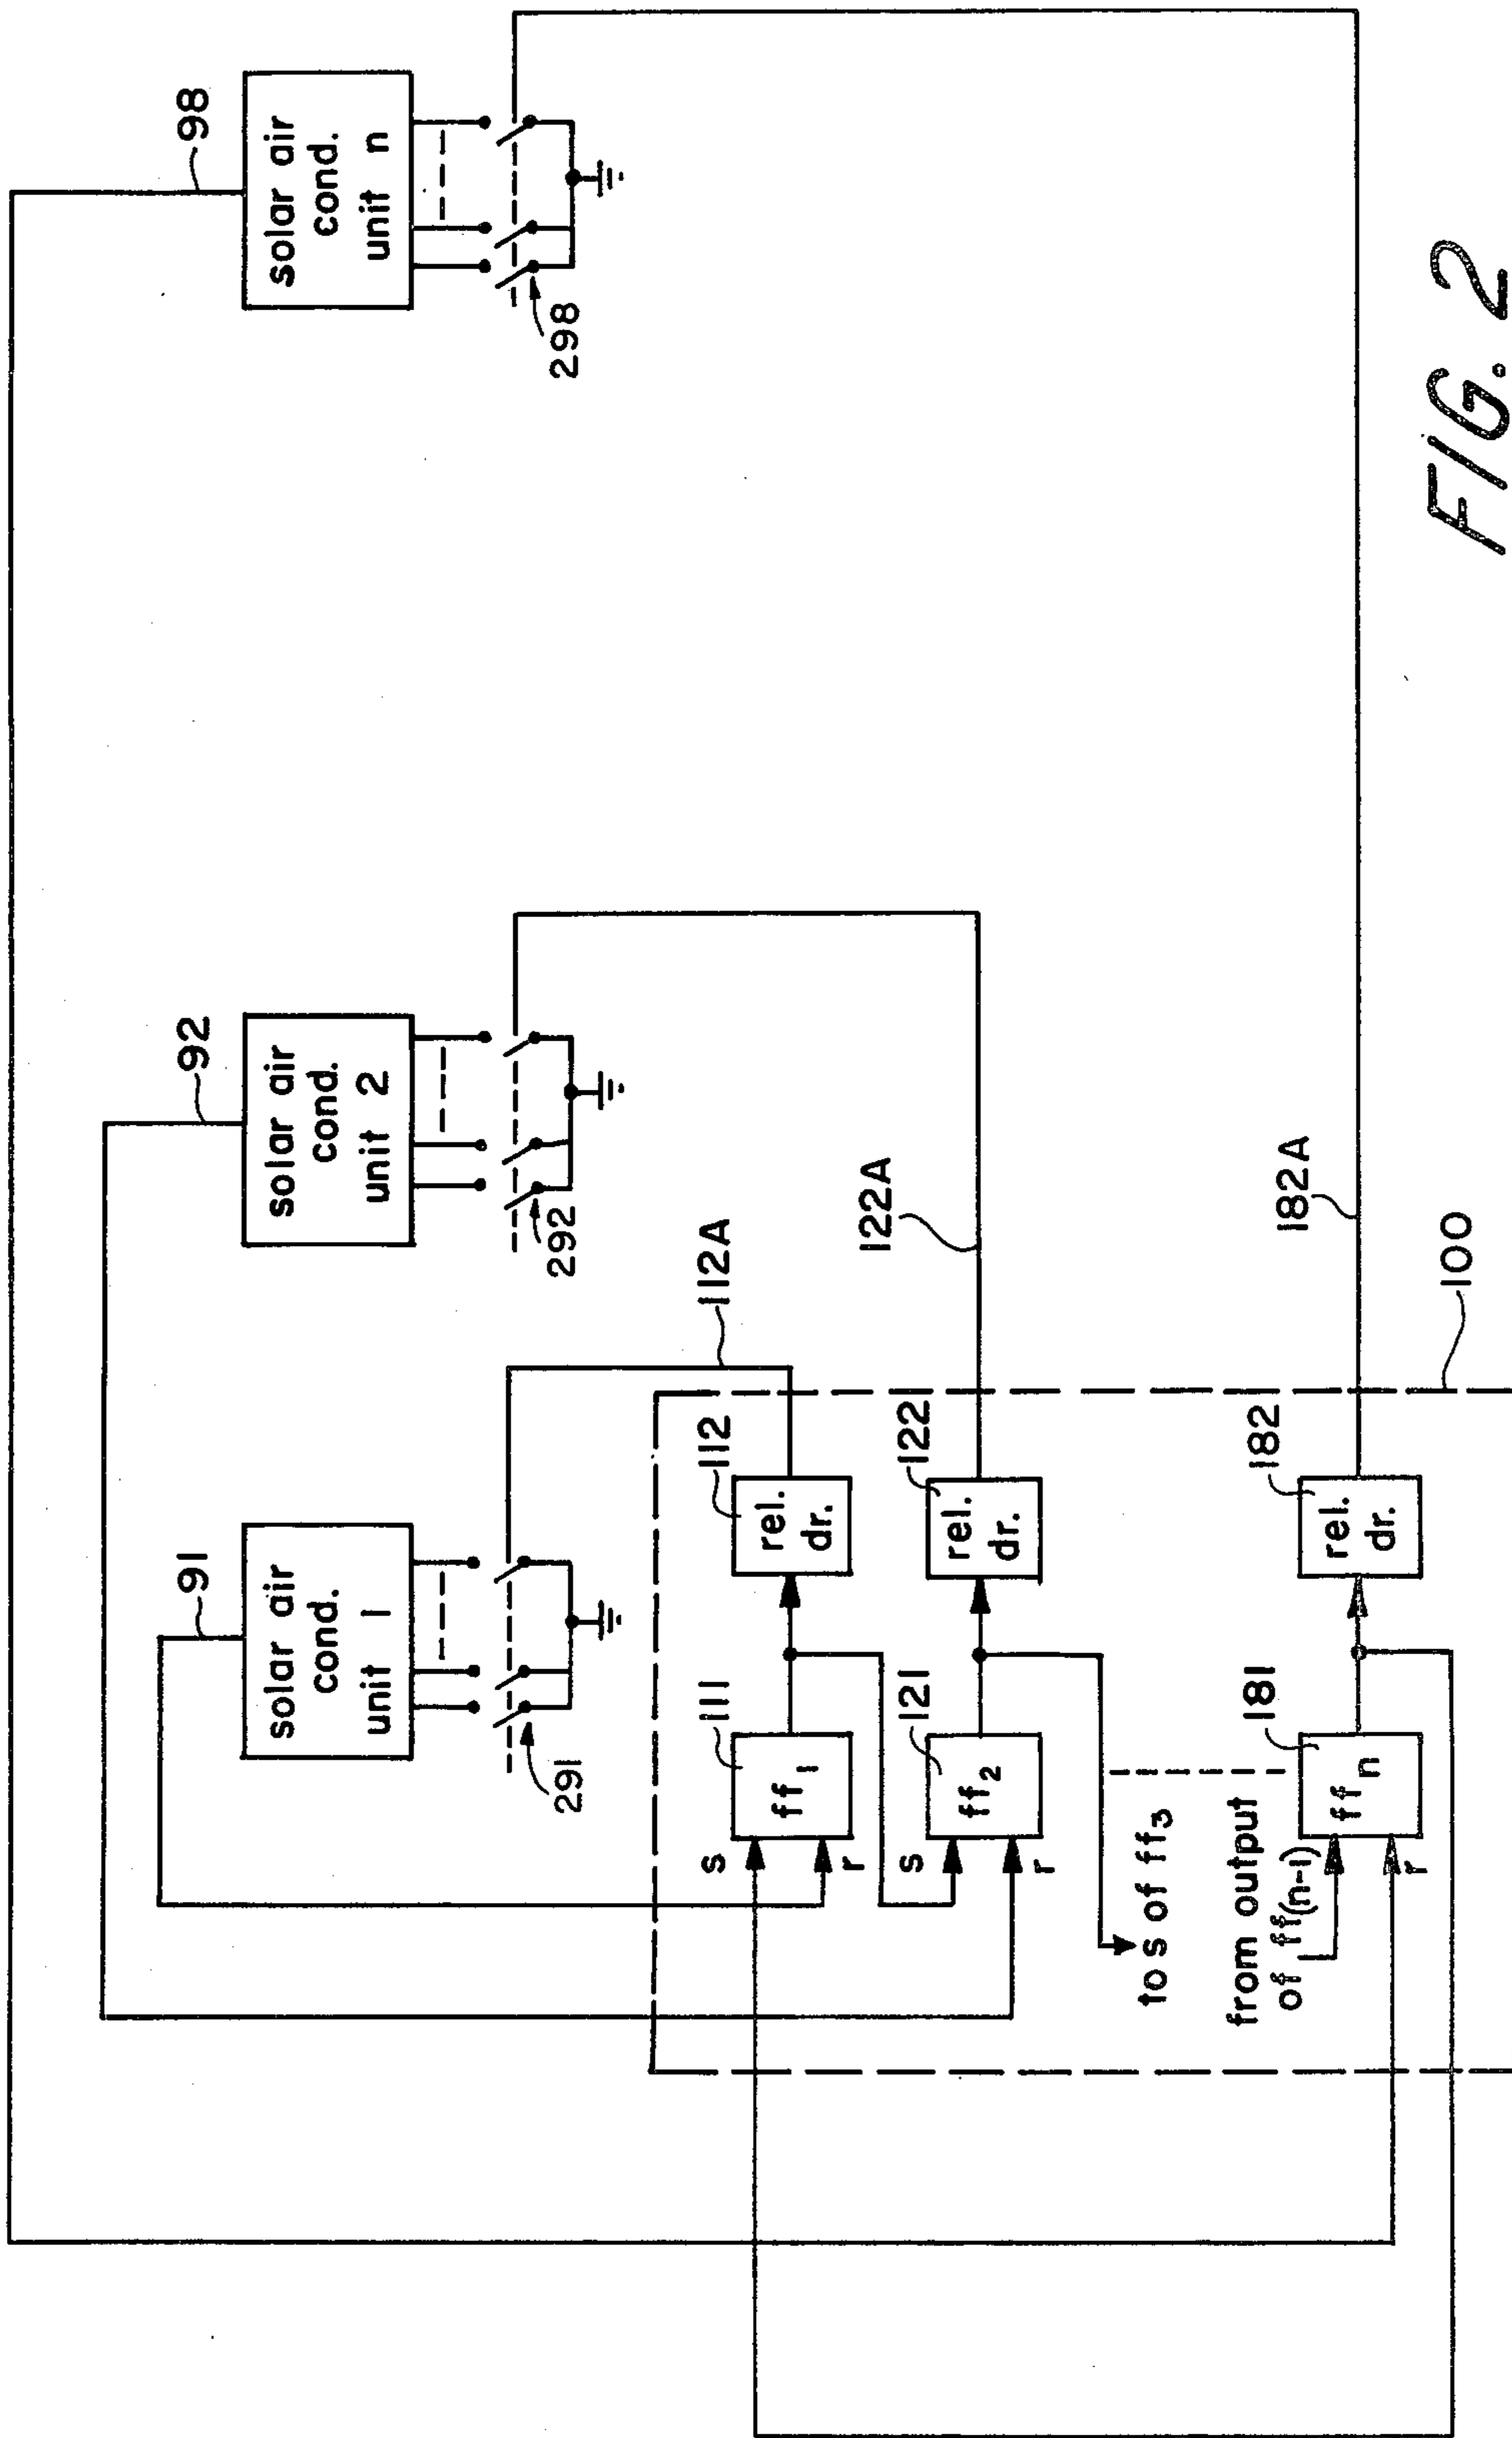 91
solar air
cond.
unit 1
291
92
solar air
cond.
unit 2
292
98
solar air
cond.
unit n
298
112A
122A
182A
100
s
r
111
ff1
112
rel.
dr.
s
r
121
ff2
122
rel.
dr.
to s of ff3
from output
of ff(n-1)
r
181
ff n
182
rel.
dr.
FIG. 2